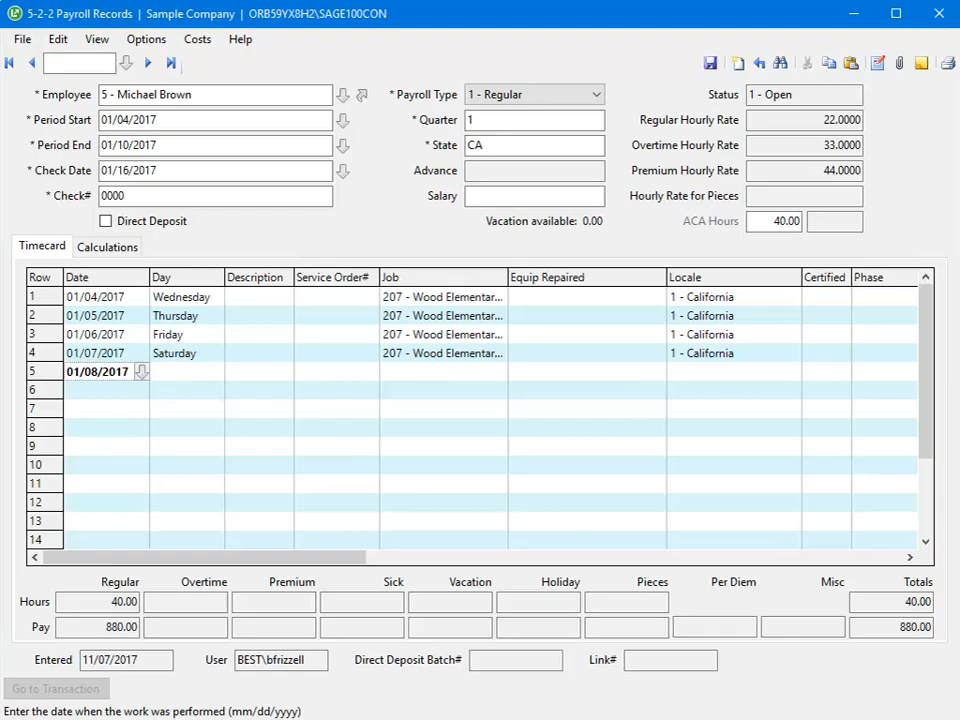 5-2-2 Payroll Records | Sample Company | ORB59YX8H2\SAGE100CON
File Edit View Options Costs Help
* Employee 5 - Michael Brown * Payroll Type 1 - Regular Status 1 - Open
* Period Start 01/04/2017 * Quarter 1 Regular Hourly Rate 22.0000
* Period End 01/10/2017 * State CA Overtime Hourly Rate 33.0000
* Check Date 01/16/2017 Advance Premium Hourly Rate 44.0000
* Check# 0000 Salary Hourly Rate for Pieces
Direct Deposit Vacation available: 0.00 ACA Hours 40.00
Timecard Calculations
Row Date Day Description Service Order# Job Equip Repaired Locale Certified Phase
1 01/04/2017 Wednesday 207 - Wood Elementar... 1 - California
2 01/05/2017 Thursday 207 - Wood Elementar... 1 - California
3 01/06/2017 Friday 207 - Wood Elementar... 1 - California
4 01/07/2017 Saturday 207 - Wood Elementar... 1 - California
5 01/08/2017
6
7
8
9
10
11
12
13
14
Regular Overtime Premium Sick Vacation Holiday Pieces Per Diem Misc Totals
Hours 40.00 40.00
Pay 880.00 880.00
Entered 11/07/2017 User BEST\bfrizzell Direct Deposit Batch# Link#
Go to Transaction
Enter the date when the work was performed (mm/dd/yyyy)